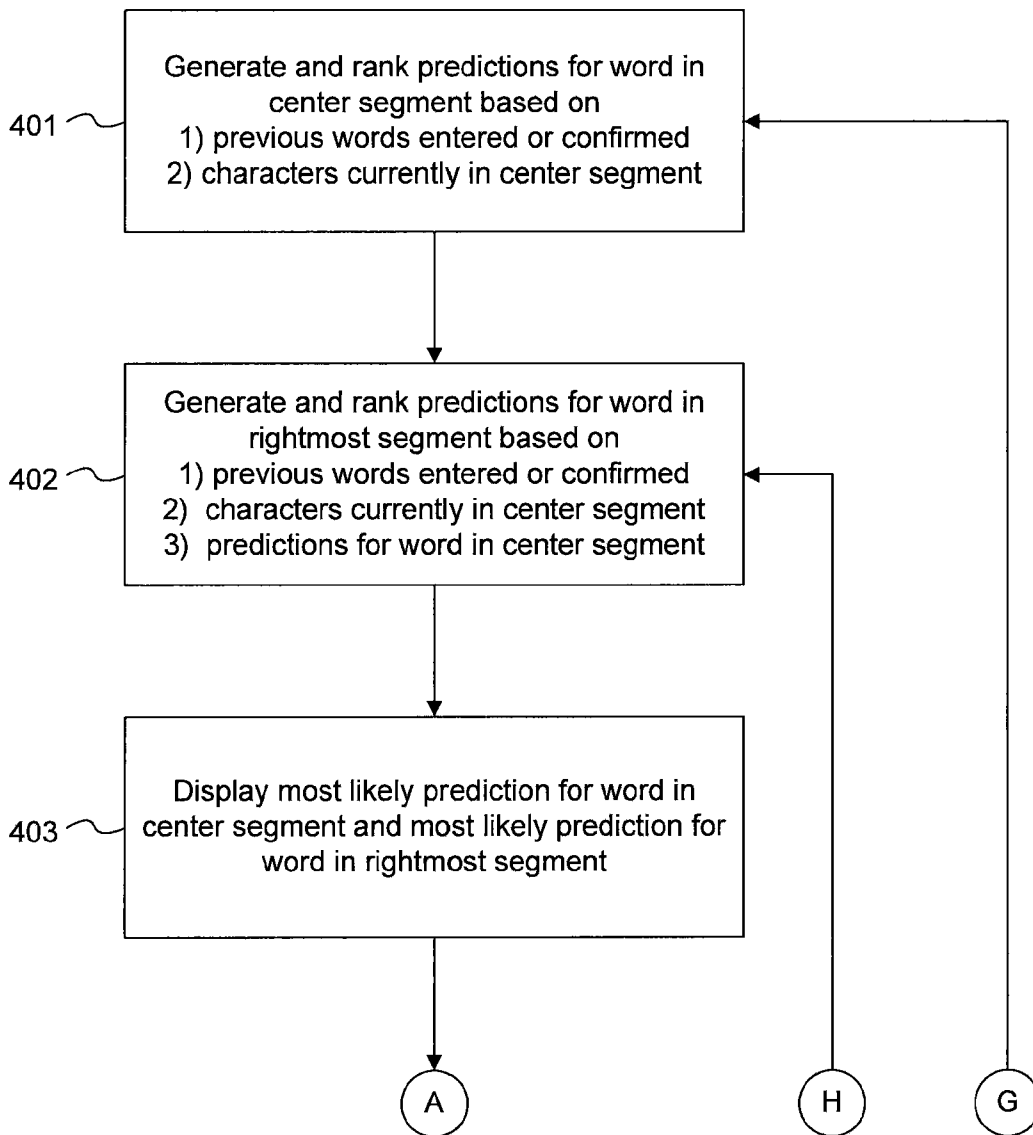 Generate and rank predictions for word in
center segment based on
401
1) previous words entered or confirmed
2) characters currently in center segment
Generate and rank predictions for word in
rightmost segment based on
402
1) previous words entered or confirmed
2) characters currently in center segment
3) predictions for word in center segment
Display most likely prediction for word in
403
center segment and most likely prediction for
word in rightmost segment
A
H
G